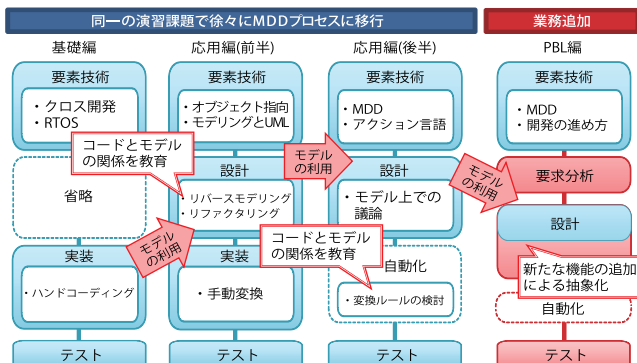 同一の演習課題で徐々にMDDプロセスに移行
業務追加
基礎編
応用編(前半)
応用編(後半)
PBL編
要素技術
・クロス開発
・RTOS
要素技術
・オブジェクト指向
・モデリングとUML
要素技術
・MDD
・アクション言語
要素技術
・MDD
・開発の進め方
コードとモデル
の関係を教育
モデル
の利用
省略
設計
・リバースモデリング
・リファクタリング
設計
・モデル上での
議論
モデル
の利用
要求分析
設計
モデル
の利用
コードとモデル
の関係を教育
新たな機能の追加
による抽象化
実装
・ハンドコーディング
実装
・手動変換
自動化
・変換ルールの検討
自動化
テスト
テスト
テスト
テスト